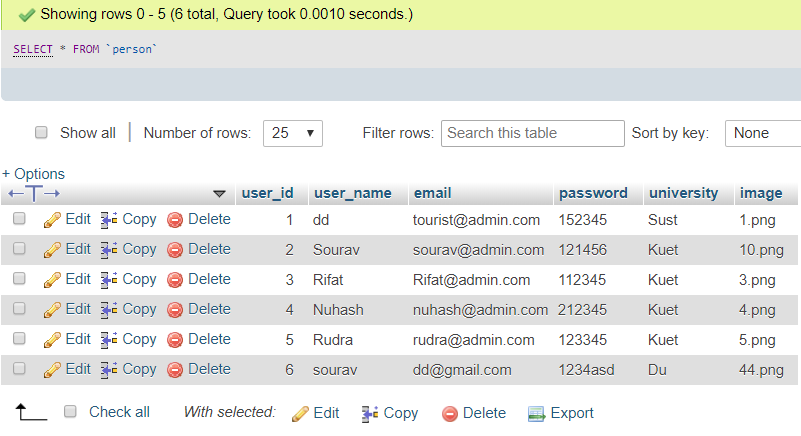 Showing rows 0 - 5 (6 total, Query took 0.0010 seconds.)
SELECT * FROM `person`
Show all | Number of rows: 25 Filter rows: Search this table Sort by key: None
+ Options
user_id user_name email password university image
Edit Copy Delete 1 dd tourist@admin.com 152345 Sust 1.png
Edit Copy Delete 2 Sourav sourav@admin.com 121456 Kuet 10.png
Edit Copy Delete 3 Rifat Rifat@admin.com 112345 Kuet 3.png
Edit Copy Delete 4 Nuhash nuhash@admin.com 212345 Kuet 4.png
Edit Copy Delete 5 Rudra rudra@admin.com 123345 Kuet 5.png
Edit Copy Delete 6 sourav dd@gmail.com 1234asd Du 44.png
Check all With selected: Edit Copy Delete Export